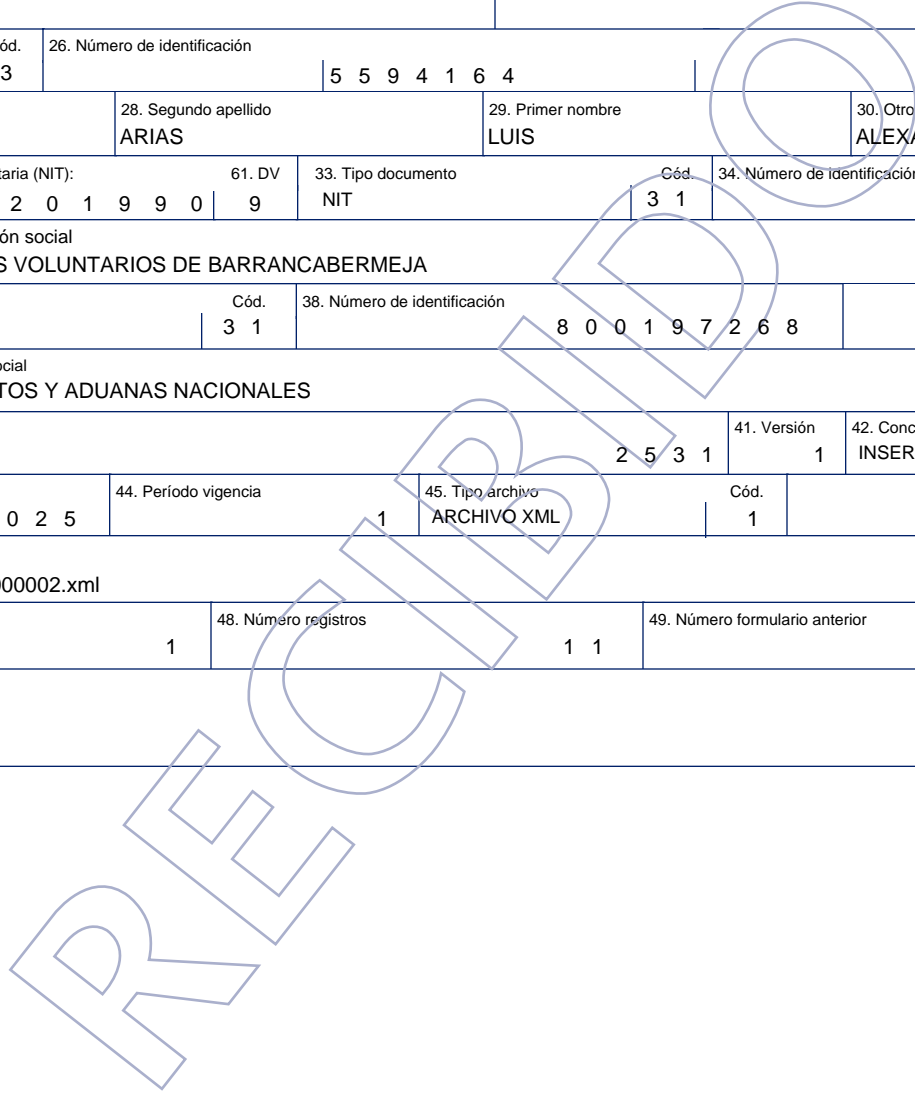 ód. 26. Número de identificación
3 5 5 9 4 1 6 4
28. Segundo apellido 29. Primer nombre 30. Otro
ARIAS LUIS ALEXA
taria (NIT): 61. DV 33. Tipo documento Cód. 34. Número de identificación
2 0 1 9 9 0 9 NIT 3 1
ón social
S VOLUNTARIOS DE BARRANCABERMEJA
Cód. 38. Número de identificación
3 1 8 0 0 1 9 7 2 6 8
ocial
TOS Y ADUANAS NACIONALES
41. Versión 42. Conc
2 5 3 1 1 INSER
44. Período vigencia 45. Tipo archivo Cód.
0 2 5 1 ARCHIVO XML 1
000002.xml
48. Número registros 49. Número formulario anterior
1 1 1
RECIBIDO